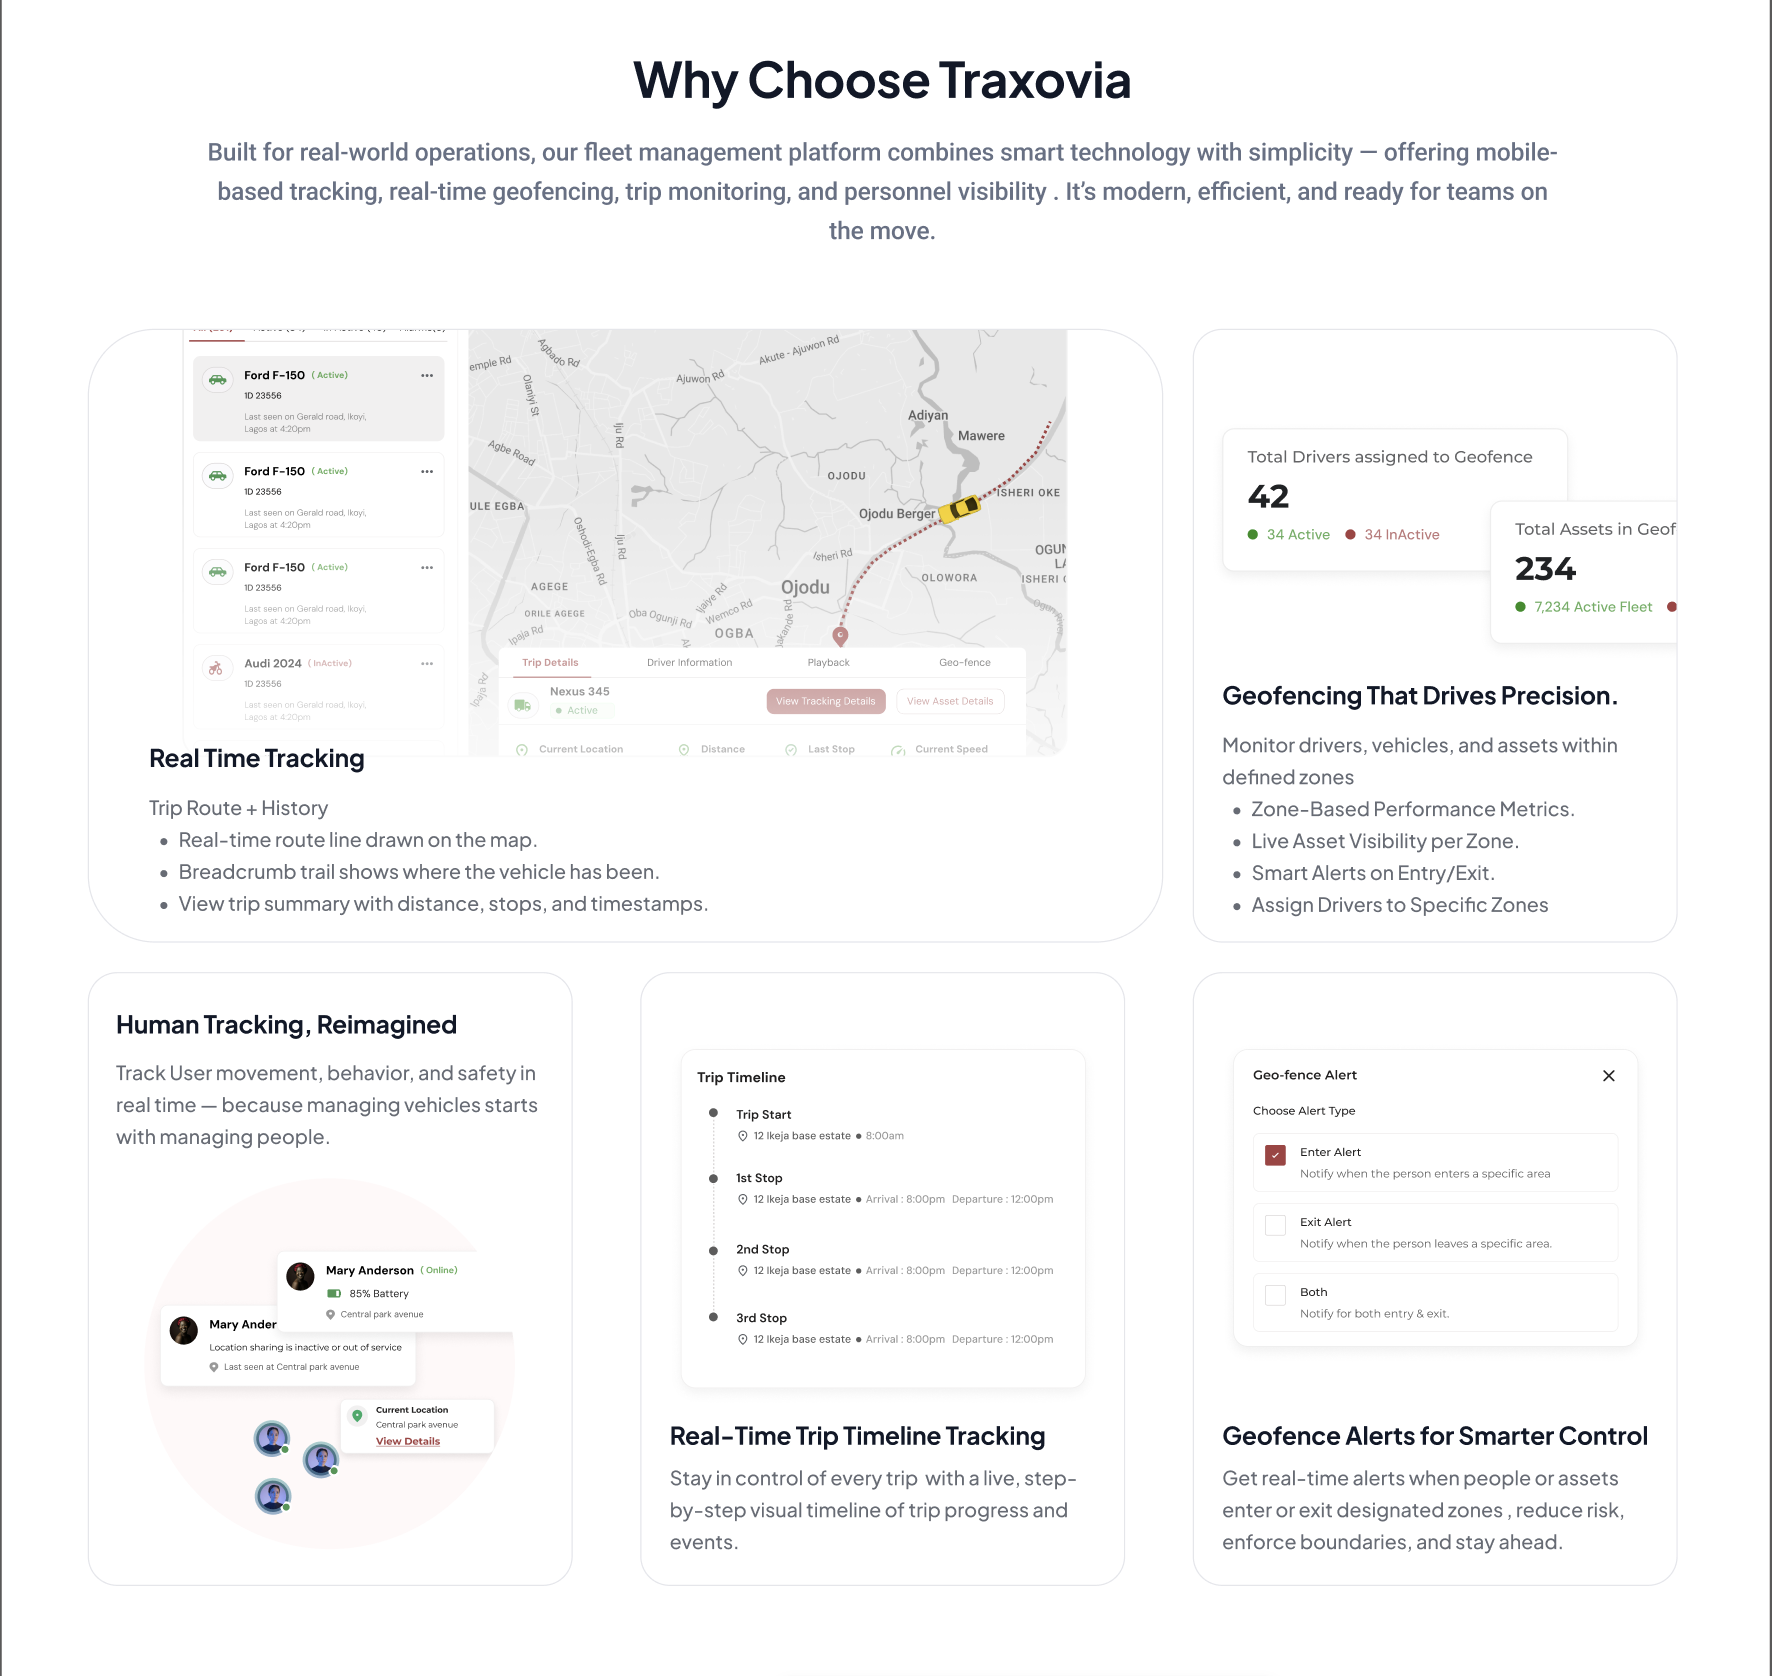 Why Choose Traxovia
Built for real-world operations, our fleet management platform combines smart technology with simplicity — offering mobile-
based tracking, real-time geofencing, trip monitoring, and personnel visibility . It's modern, efficient, and ready for teams on
the move.
Ford F-150 ( Active) •••
1D 23556
Last seen on Gerald road, Ikoyi,
Lagos at 4:20pm
Ford F-150 ( Active) •••
1D 23556
Last seen on Gerald road, Ikoyi,
Lagos at 4:20pm
Ford F-150 ( Active) •••
1D 23556
Last seen on Gerald road, Ikoyi,
Lagos at 4:20pm
Audi 2024 ( InActive) •••
1D 23556
Last seen on Gerald road, Ikoyi,
Lagos at 4:20pm
emple Rd
Agbado Rd
Olaniyi St
Akute - Ajuwon Rd
Ajuwon Rd
Iju Rd
Adiyan
Mawere
Agbe Road
OJODU
ISHERI OKE
ULE EGBA
Ojodu Berger
Oshodi-Egba Rd
Iju Rd
Isheri Rd
OGUN
ISHERI
AGEGE
Ojodu
OLOWORA
ORILE AGEGE
Oba Ogunji Rd
Ijaiye Rd
Wemco Rd
akande Rd
Ogun River
Ipaja Rd
OGBA
Ipaja Rd
Trip Details Driver Information Playback Geo-fence
Nexus 345
Active
View Tracking Details View Asset Details
Current Location Distance Last Stop Current Speed
Real Time Tracking
Trip Route + History
• Real-time route line drawn on the map.
• Breadcrumb trail shows where the vehicle has been.
• View trip summary with distance, stops, and timestamps.
Total Drivers assigned to Geofence
42
34 Active 34 InActive
Total Assets in Geof
234
7,234 Active Fleet
Geofencing That Drives Precision.
Monitor drivers, vehicles, and assets within
defined zones
• Zone-Based Performance Metrics.
• Live Asset Visibility per Zone.
• Smart Alerts on Entry/Exit.
• Assign Drivers to Specific Zones
Human Tracking, Reimagined
Track User movement, behavior, and safety in
real time — because managing vehicles starts
with managing people.
Mary Anderson ( Online)
85% Battery
Central park avenue
Mary Ander
Location sharing is inactive or out of service
Last seen at Central park avenue
Current Location
Central park avenue
View Details
Trip Timeline
Trip Start
12 Ikeja base estate • 8:00am
1st Stop
12 Ikeja base estate • Arrival : 8:00pm Departure : 12:00pm
2nd Stop
12 Ikeja base estate • Arrival : 8:00pm Departure : 12:00pm
3rd Stop
12 Ikeja base estate • Arrival : 8:00pm Departure : 12:00pm
Real-Time Trip Timeline Tracking
Stay in control of every trip with a live, step-
by-step visual timeline of trip progress and
events.
Geo-fence Alert
Choose Alert Type
Enter Alert
Notify when the person enters a specific area
Exit Alert
Notify when the person leaves a specific area.
Both
Notify for both entry & exit.
Geofence Alerts for Smarter Control
Get real-time alerts when people or assets
enter or exit designated zones , reduce risk,
enforce boundaries, and stay ahead.